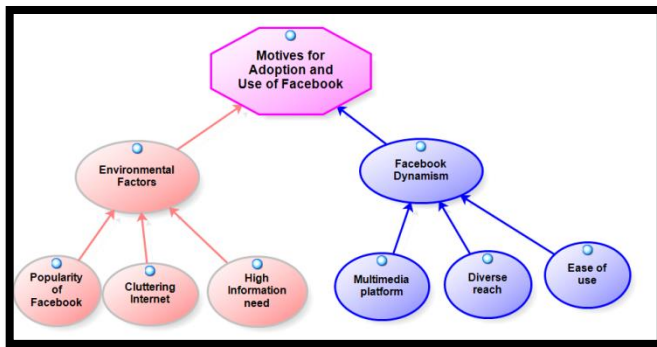 Motives for
Adoption and
Use of Facebook
Environmental
Factors
Facebook
Dynamism
Popularity
of
Facebook
Cluttering
Internet
High
Information
need
Multimedia
platform
Diverse
reach
Ease of
use